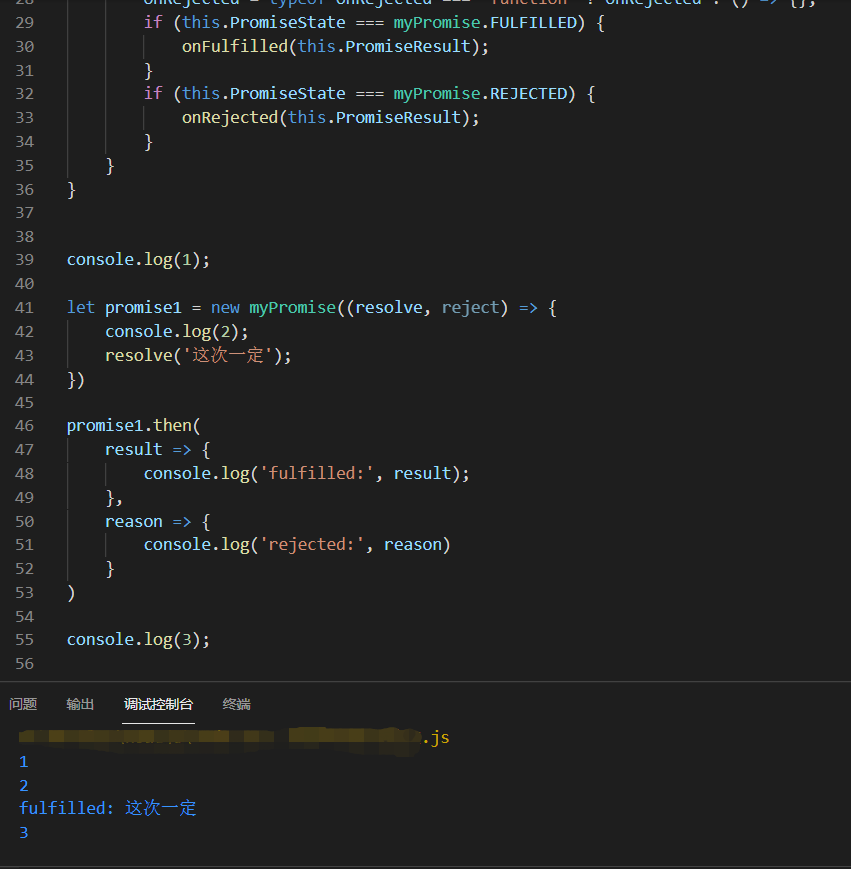 28 onRejected = typeof onRejected === 'function' ? onRejected : () => {};
29 if (this.PromiseState === myPromise.FULFILLED) {
30 onFulfilled(this.PromiseResult);
31 }
32 if (this.PromiseState === myPromise.REJECTED) {
33 onRejected(this.PromiseResult);
34 }
35 }
36 }
37
38
39 console.log(1);
40
41 let promise1 = new myPromise((resolve, reject) => {
42 console.log(2);
43 resolve('这次一定');
44 })
45
46 promise1.then(
47 result => {
48 console.log('fulfilled:', result);
49 },
50 reason => {
51 console.log('rejected:', reason)
52 }
53 )
54
55 console.log(3);
56
问题 输出 调试控制台 终端
.js
1
2
fulfilled: 这次一定
3